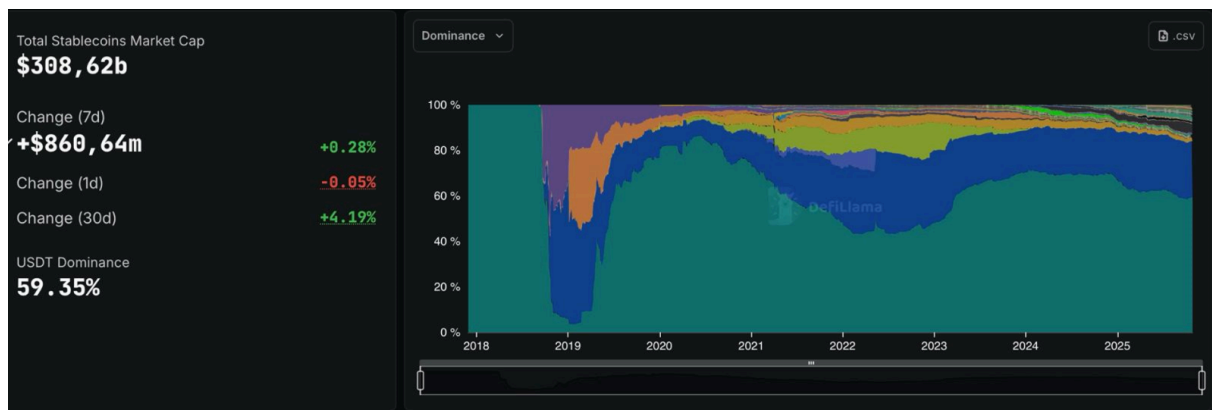 Total Stablecoins Market Cap
$308,62b
Change (7d)
+$860,64m
+0.28%
Change (1d)
-0.05%
Change (30d)
+4.19%
USDT Dominance
59.35%
Dominance
.csv
100 %
80 %
60 %
40 %
20 %
0 %
DefiLlama
2018 2019 2020 2021 2022 2023 2024 2025